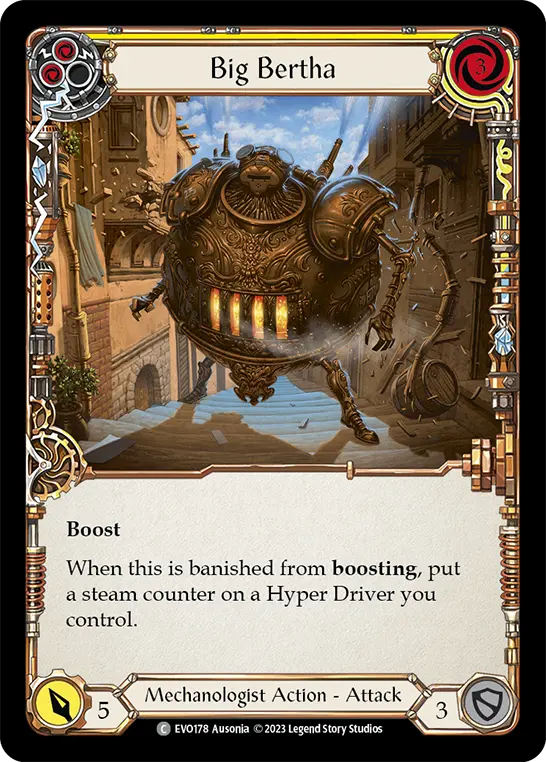 Big Bertha
3
Boost
When this is banished from boosting, put
a steam counter on a Hyper Driver you
control.
5
Mechanologist Action - Attack
3
C EVO178 Ausonia ©2023 Legend Story Studios